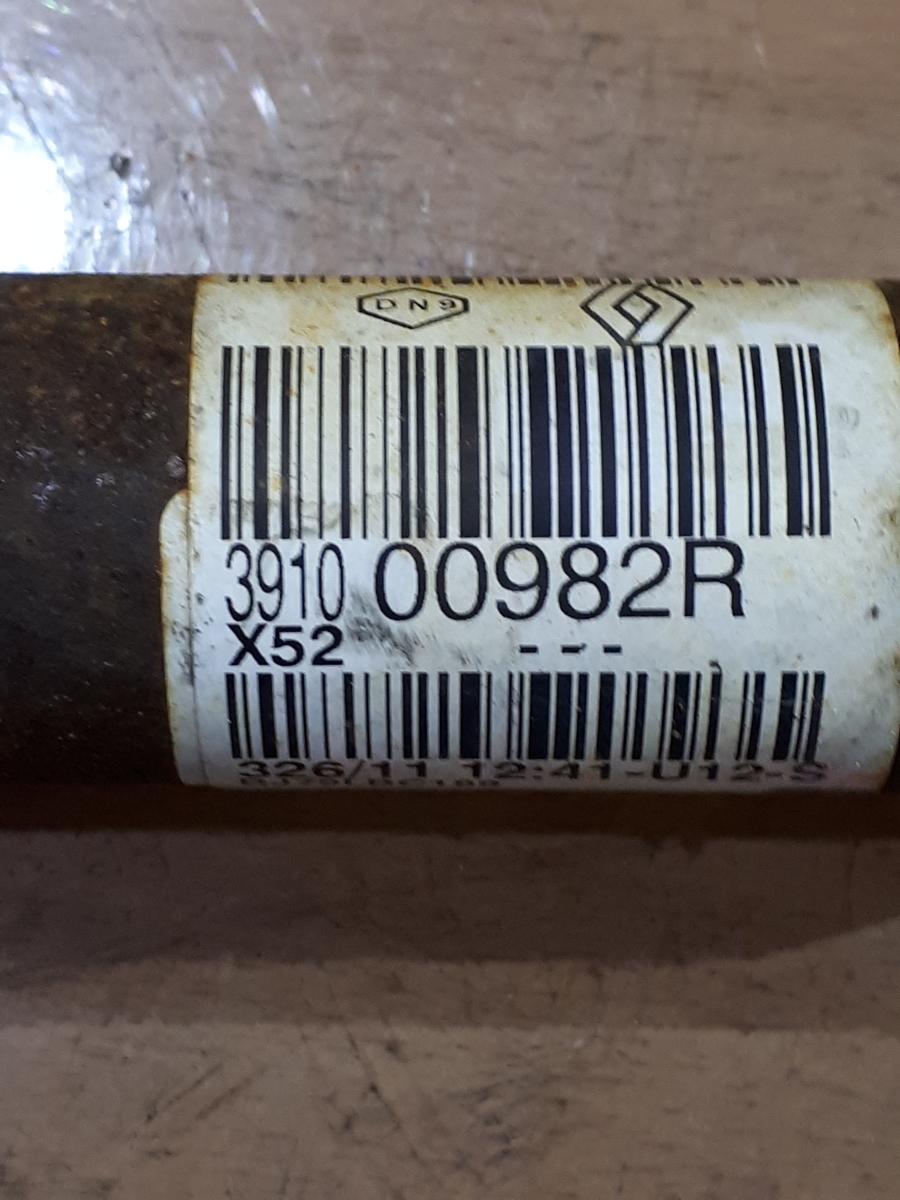 DN9
3910 00982R
X52 ---
326/11 12:41-U12-S